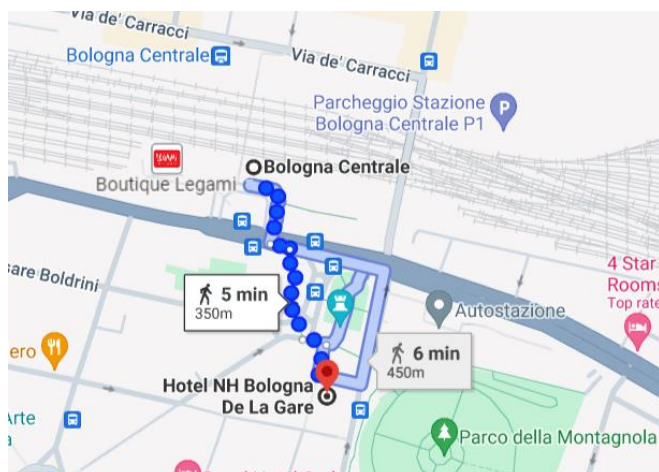 Via de' Carracci
Bologna Centrale
Via de' Carracci
Parcheggio Stazione
Bologna Centrale P1
P
Bologna Centrale
Boutique Legami
are Boldrini
5 min
350m
4 Star
Rooms
Top rate
Autostazione
6 min
450m
ero
Hotel NH Bologna
De La Gare
Arte
Parco della Montagnola